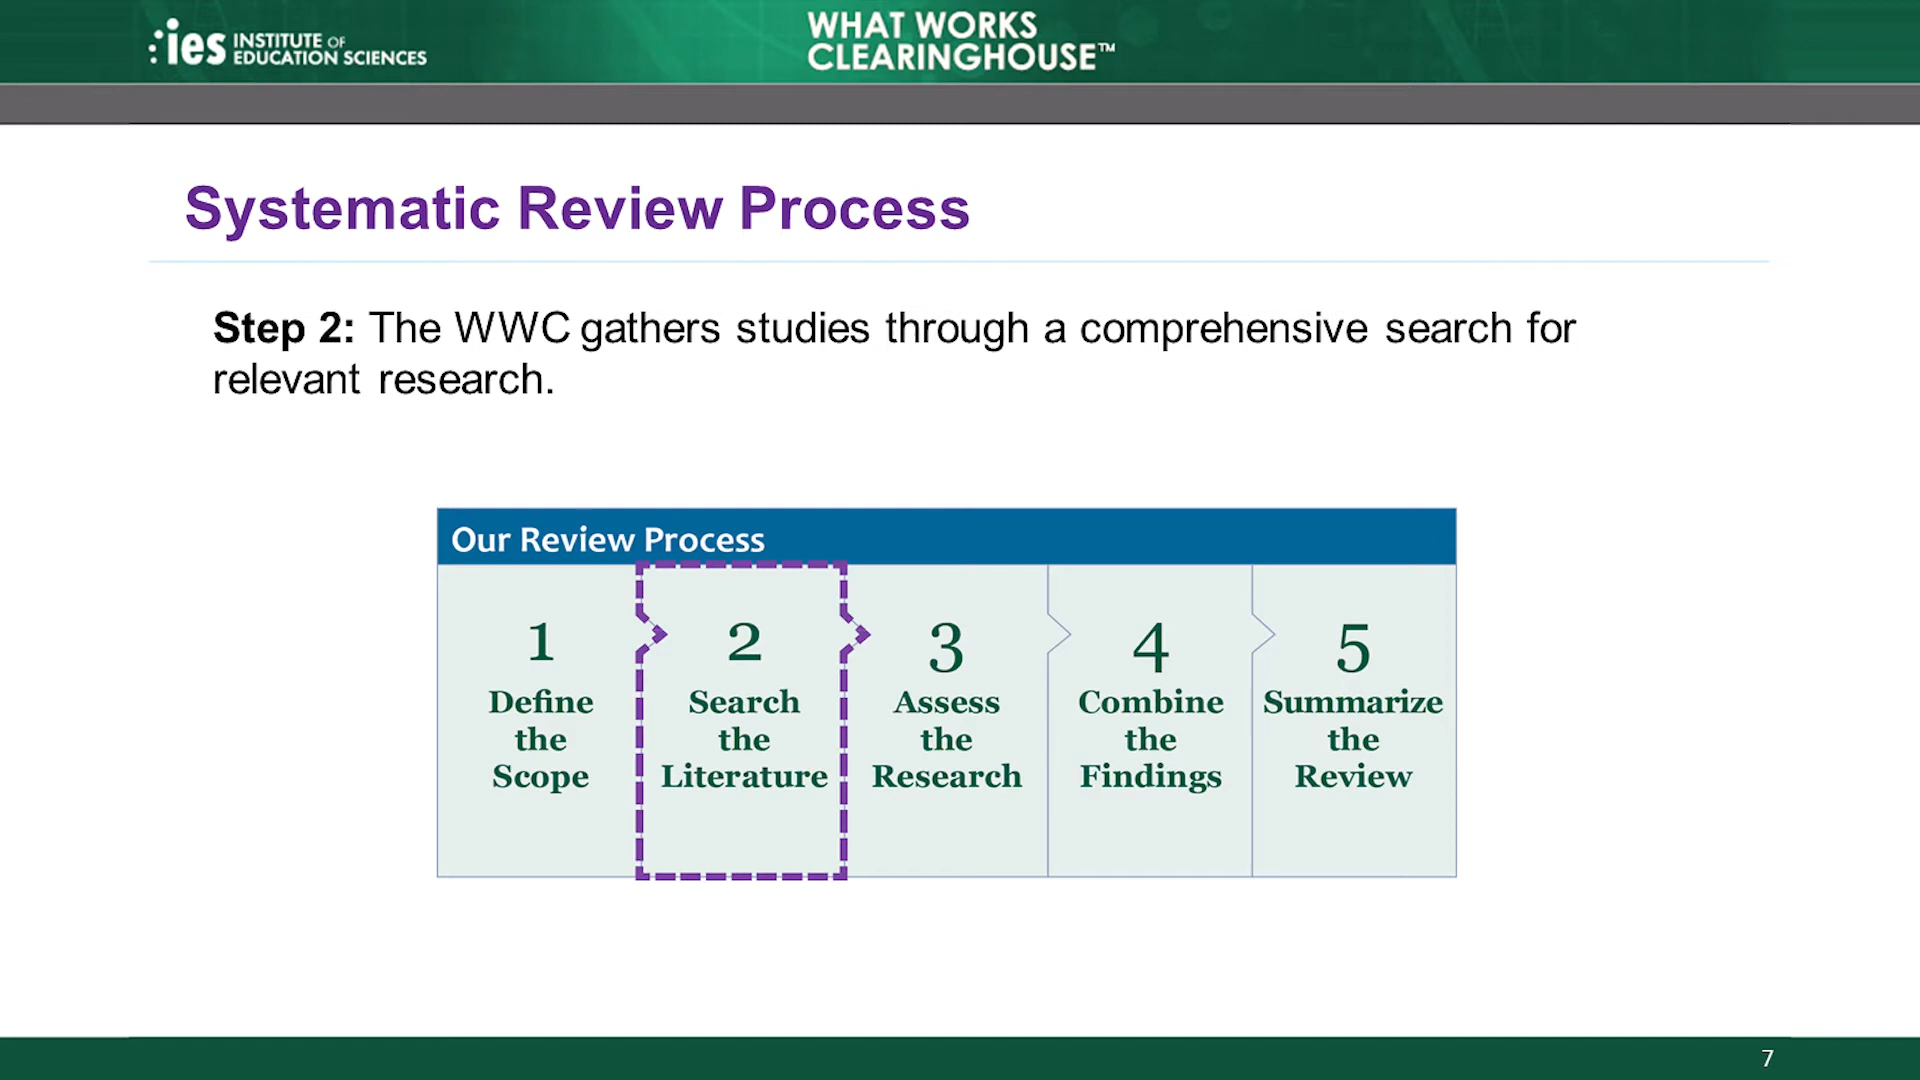 ies INSTITUTE OF
EDUCATION SCIENCES
WHAT WORKS
CLEARINGHOUSE™
Systematic Review Process
Step 2: The WWC gathers studies through a comprehensive search for
relevant research.
Our Review Process
1
Define
the
Scope
2
Search
the
Literature
3
Assess
the
Research
4
Combine
the
Findings
5
Summarize
the
Review
7